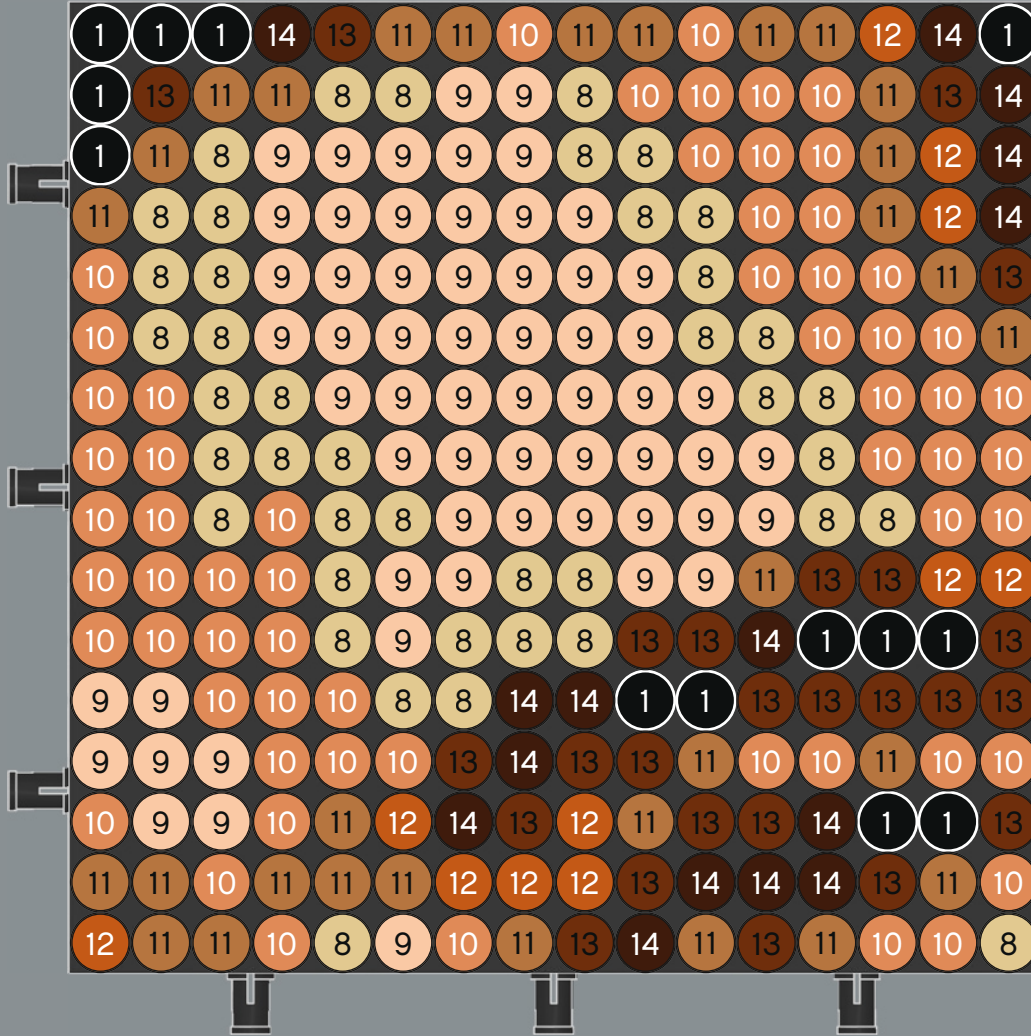 1 1 1 14 13 11 11 10 11 11 10 11 11 12 14 1
1 13 11 11 8 8 9 9 8 10 10 10 10 11 13 14
1 11 8 9 9 9 9 9 8 8 10 10 10 11 12 14
11 8 8 9 9 9 9 9 9 8 8 10 10 11 12 14
10 8 8 9 9 9 9 9 9 9 8 10 10 10 11 13
10 8 8 9 9 9 9 9 9 9 8 8 10 10 10 11
10 10 8 8 9 9 9 9 9 9 9 8 8 10 10 10
10 10 8 8 8 9 9 9 9 9 9 9 8 10 10 10
10 10 8 10 8 8 9 9 9 9 9 9 8 8 10 10
10 10 10 10 8 9 9 8 8 9 9 11 13 13 12 12
10 10 10 10 8 9 8 8 8 13 13 14 1 1 1 13
9 9 10 10 10 8 8 14 14 1 1 13 13 13 13 13
9 9 9 10 10 10 13 14 13 13 11 10 10 11 10 10
10 9 9 10 11 12 14 13 12 11 13 13 14 1 1 13
11 11 10 11 11 11 12 12 12 13 14 14 14 13 11 10
12 11 11 10 8 9 10 11 13 14 11 13 11 10 10 8